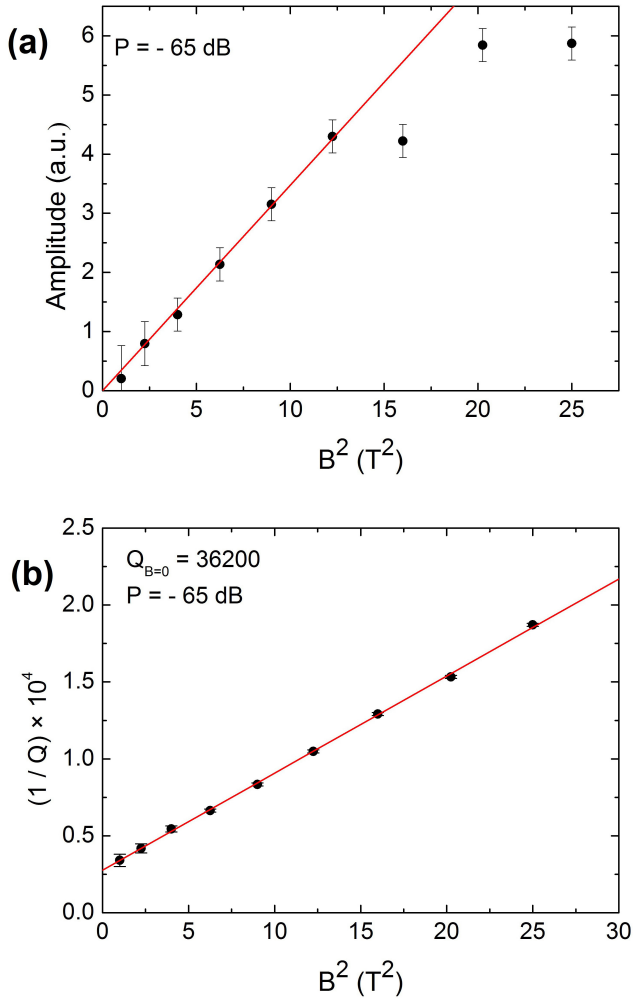 (a)
P = - 65 dB
Amplitude (a.u.)
6
5
4
3
2
1
0
0 5 10 15 20 25
B² (T²)
(b)
Q_B=0 = 36200
P = - 65 dB
(1 / Q) × 10⁴
2.5
2.0
1.5
1.0
0.5
0.0
0 5 10 15 20 25 30
B² (T²)